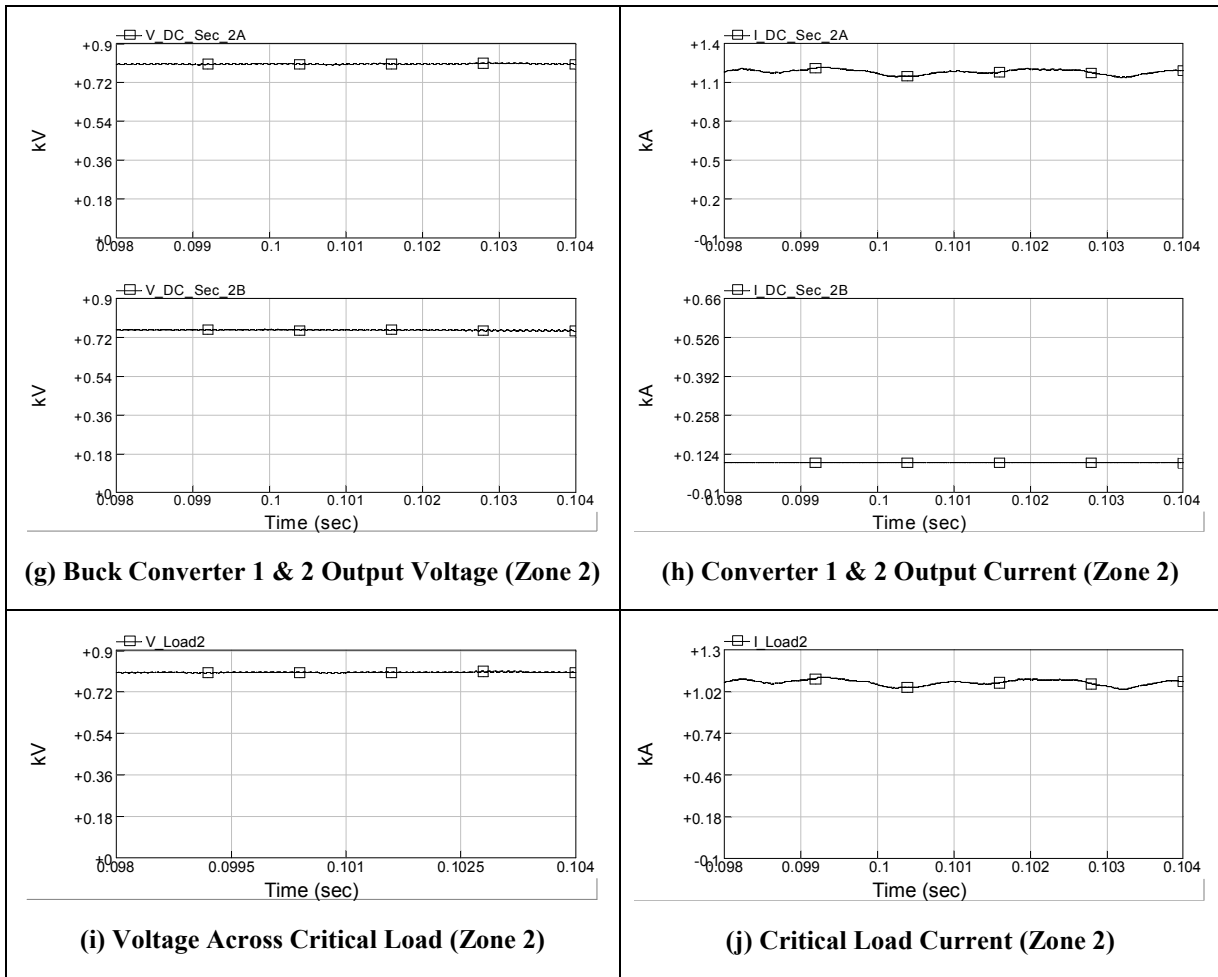 V_DC_Sec_2A
+0.9
+0.72
+0.54
+0.36
+0.18
+0
kV
0.098 0.099 0.1 0.101 0.102 0.103 0.104
V_DC_Sec_2B
+0.9
+0.72
+0.54
+0.36
+0.18
+0
kV
0.098 0.099 0.1 0.101 0.102 0.103 0.104
Time (sec)
(g) Buck Converter 1 & 2 Output Voltage (Zone 2)
I_DC_Sec_2A
+1.4
+1.1
+0.8
+0.5
+0.2
-0.1
kA
0.098 0.099 0.1 0.101 0.102 0.103 0.104
I_DC_Sec_2B
+0.66
+0.526
+0.392
+0.258
+0.124
-0.01
kA
0.098 0.099 0.1 0.101 0.102 0.103 0.104
Time (sec)
(h) Converter 1 & 2 Output Current (Zone 2)
V_Load2
+0.9
+0.72
+0.54
+0.36
+0.18
+0
kV
0.098 0.0995 0.101 0.1025 0.104
Time (sec)
(i) Voltage Across Critical Load (Zone 2)
I_Load2
+1.3
+1.02
+0.74
+0.46
+0.18
-0.1
kA
0.098 0.099 0.1 0.101 0.102 0.103 0.104
Time (sec)
(j) Critical Load Current (Zone 2)